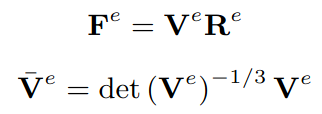 F^e = V^e R^e
V̄^e = det (V^e)^{-1/3} V^e